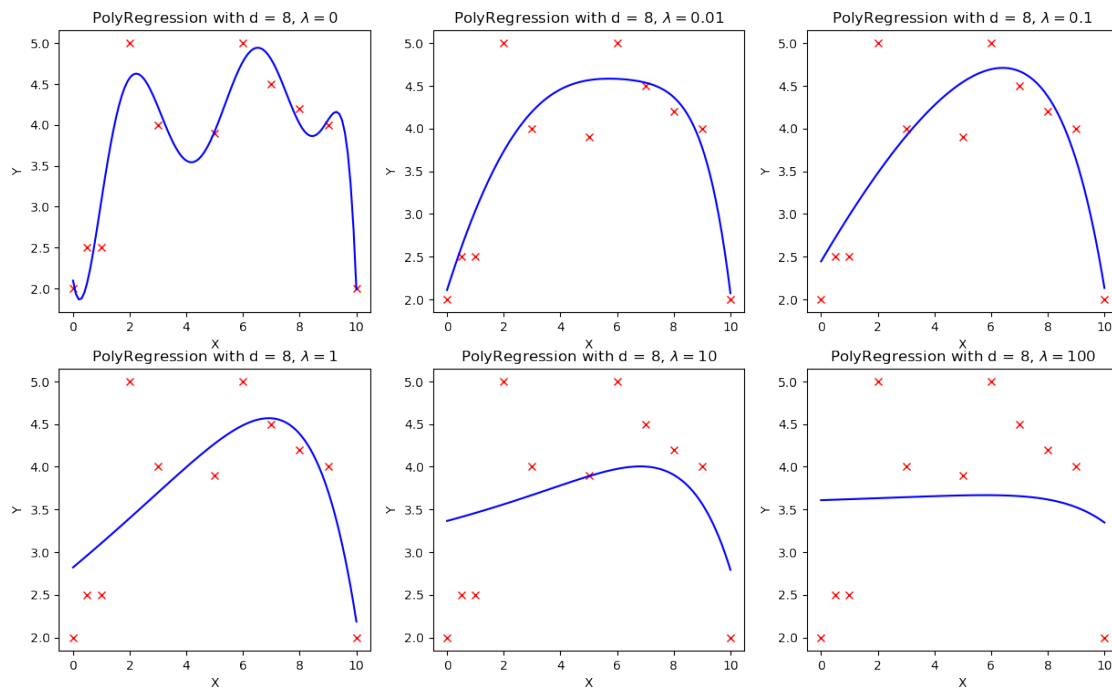 PolyRegression with d = 8, λ = 0
5.0
4.5
4.0
3.5
3.0
2.5
2.0
Y
0 2 4 6 8 10
X
PolyRegression with d = 8, λ = 0.01
5.0
4.5
4.0
3.5
3.0
2.5
2.0
Y
0 2 4 6 8 10
X
PolyRegression with d = 8, λ = 0.1
5.0
4.5
4.0
3.5
3.0
2.5
2.0
Y
0 2 4 6 8 10
X
PolyRegression with d = 8, λ = 1
5.0
4.5
4.0
3.5
3.0
2.5
2.0
Y
0 2 4 6 8 10
X
PolyRegression with d = 8, λ = 10
5.0
4.5
4.0
3.5
3.0
2.5
2.0
Y
0 2 4 6 8 10
X
PolyRegression with d = 8, λ = 100
5.0
4.5
4.0
3.5
3.0
2.5
2.0
Y
0 2 4 6 8 10
X